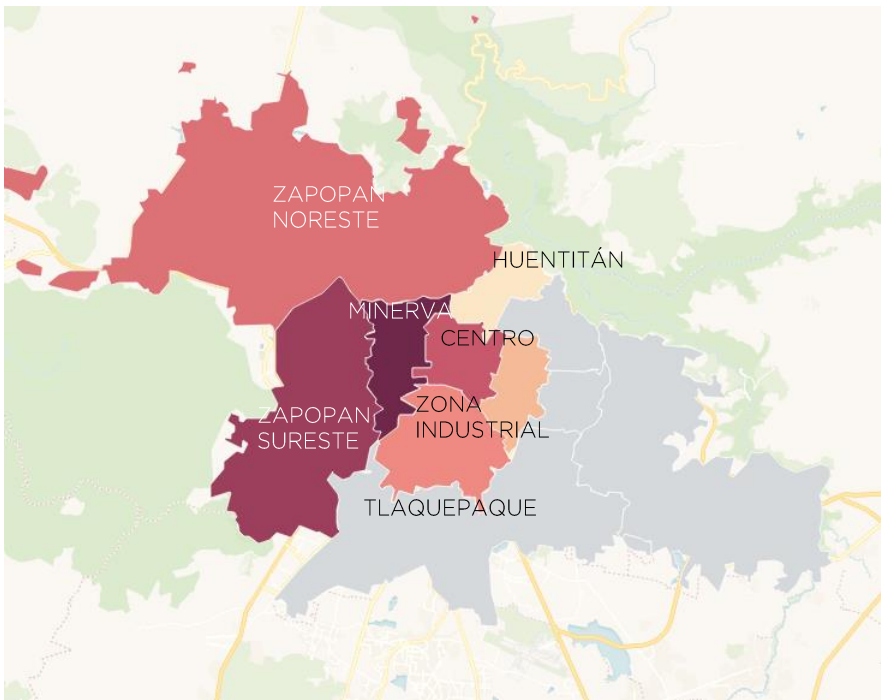 ZAPOPAN
NORESTE
HUENTITÁN
MINERVA
CENTRO
ZONA
INDUSTRIAL
ZAPOPAN
SURESTE
TLAQUEPAQUE